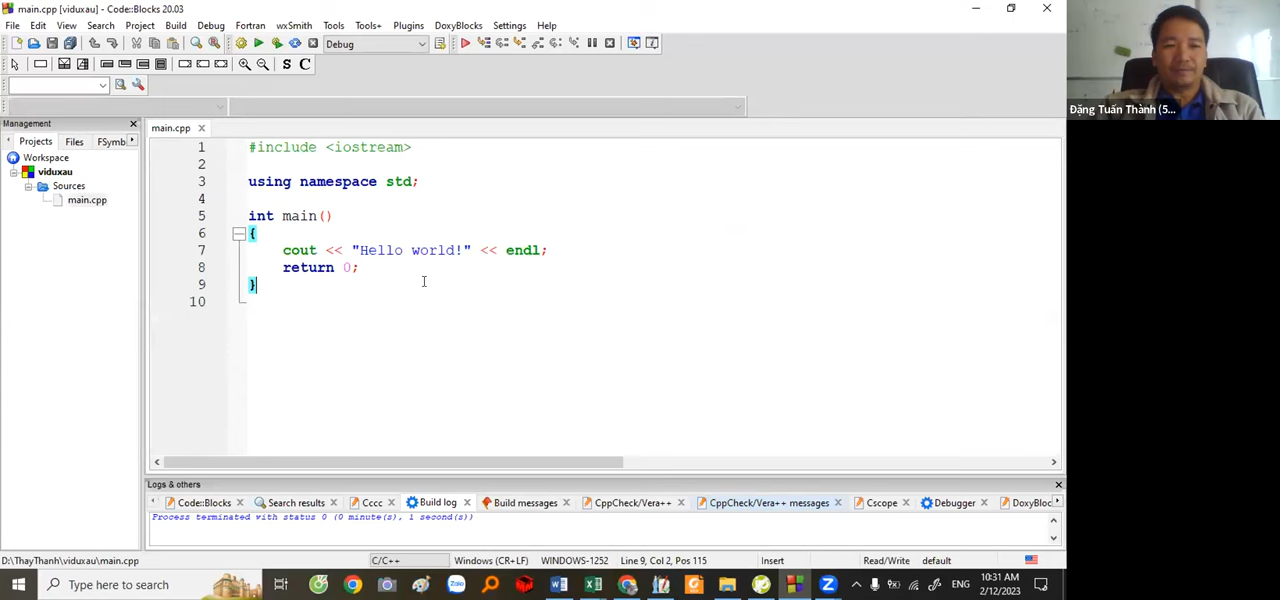 main.cpp [viduxau] - Code::Blocks 20.03
File Edit View Search Project Build Debug Fortran wxSmith Tools Tools+ Plugins DoxyBlocks Settings Help
Debug
S C
Management
Projects Files FSymb
Workspace
viduxau
Sources
main.cpp
main.cpp
1 #include <iostream>
2
3 using namespace std;
4
5 int main()
6 {
7 cout << "Hello world!" << endl;
8 return 0;
9 }
10
Đặng Tuấn Thành (5...
Logs & others
Code::Blocks Search results Cccc Build log Build messages CppCheck/Vera++ CppCheck/Vera++ messages Cscope Debugger DoxyBloc
Process terminated with status 0 (0 minute(s), 1 second(s))
D:\ThayThanh\viduxau\main.cpp C/C++ Windows (CR+LF) WINDOWS-1252 Line 9, Col 2, Pos 115 Insert Read/Write default
Type here to search
Zalo
ENG
10:31 AM
2/12/2023